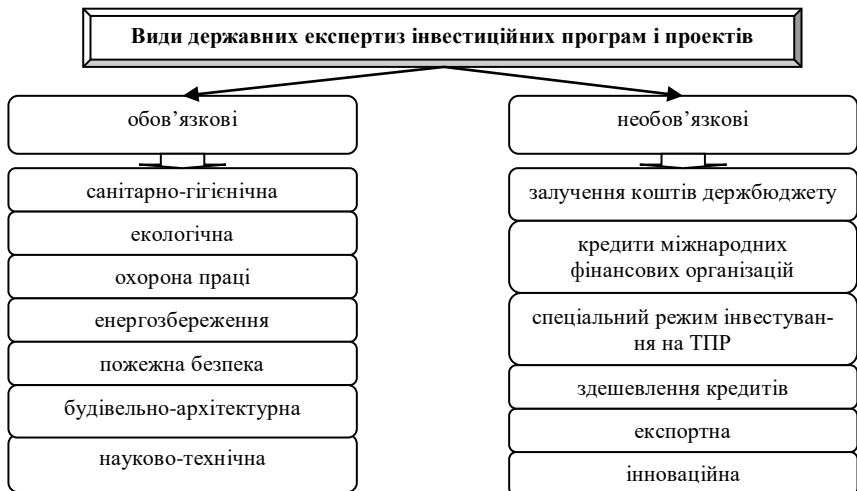 Види державних експертиз інвестиційних програм і проектів
обов’язкові
санітарно-гігієнічна
екологічна
охорона праці
енергозбереження
пожежна безпека
будівельно-архітектурна
науково-технічна
необов’язкові
залучення коштів держбюджету
кредити міжнародних
фінансових організацій
спеціальний режим інвестуван-
ня на ТПР
здешевлення кредитів
експортна
інноваційна